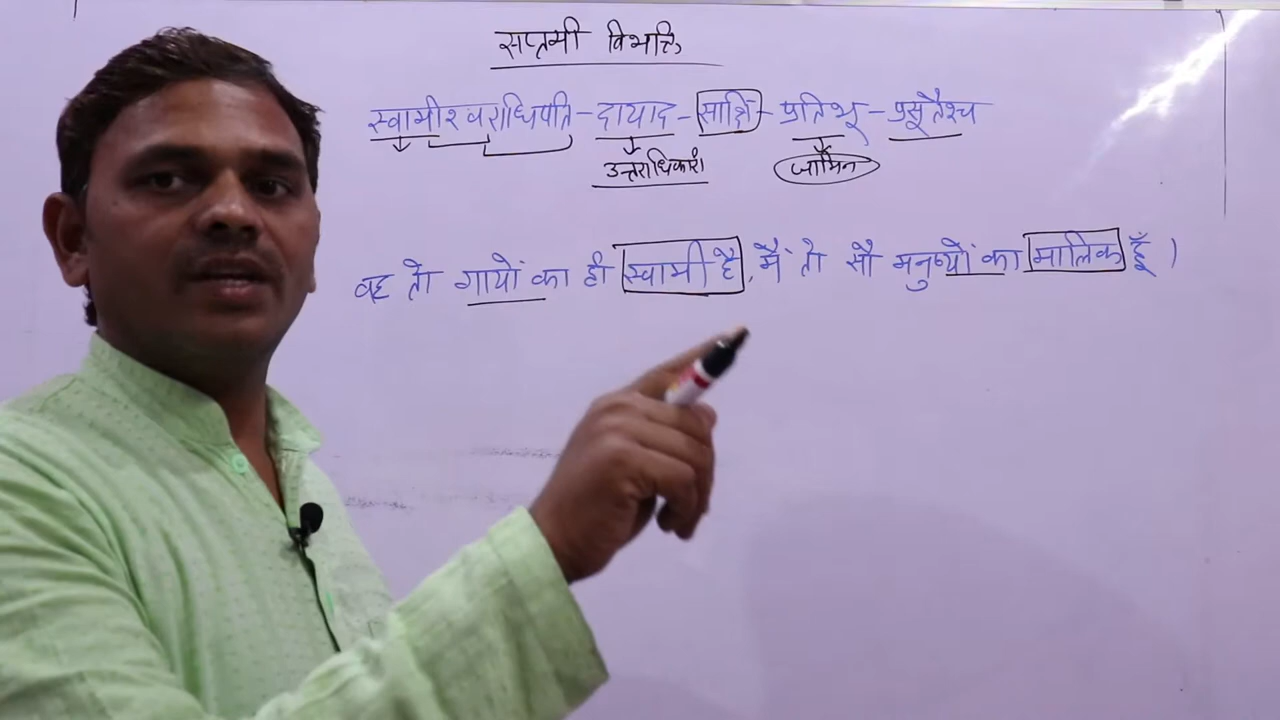 सप्तमी विभक्ति
स्वामीश्वराधिपति-दायाद-साक्षि-प्रतिभू-प्रसूतैश्च
उत्तराधिकारी जामिन
वह तो गायों का ही स्वामी है, मैं तो सौ मनुष्यों का मालिक हूँ।